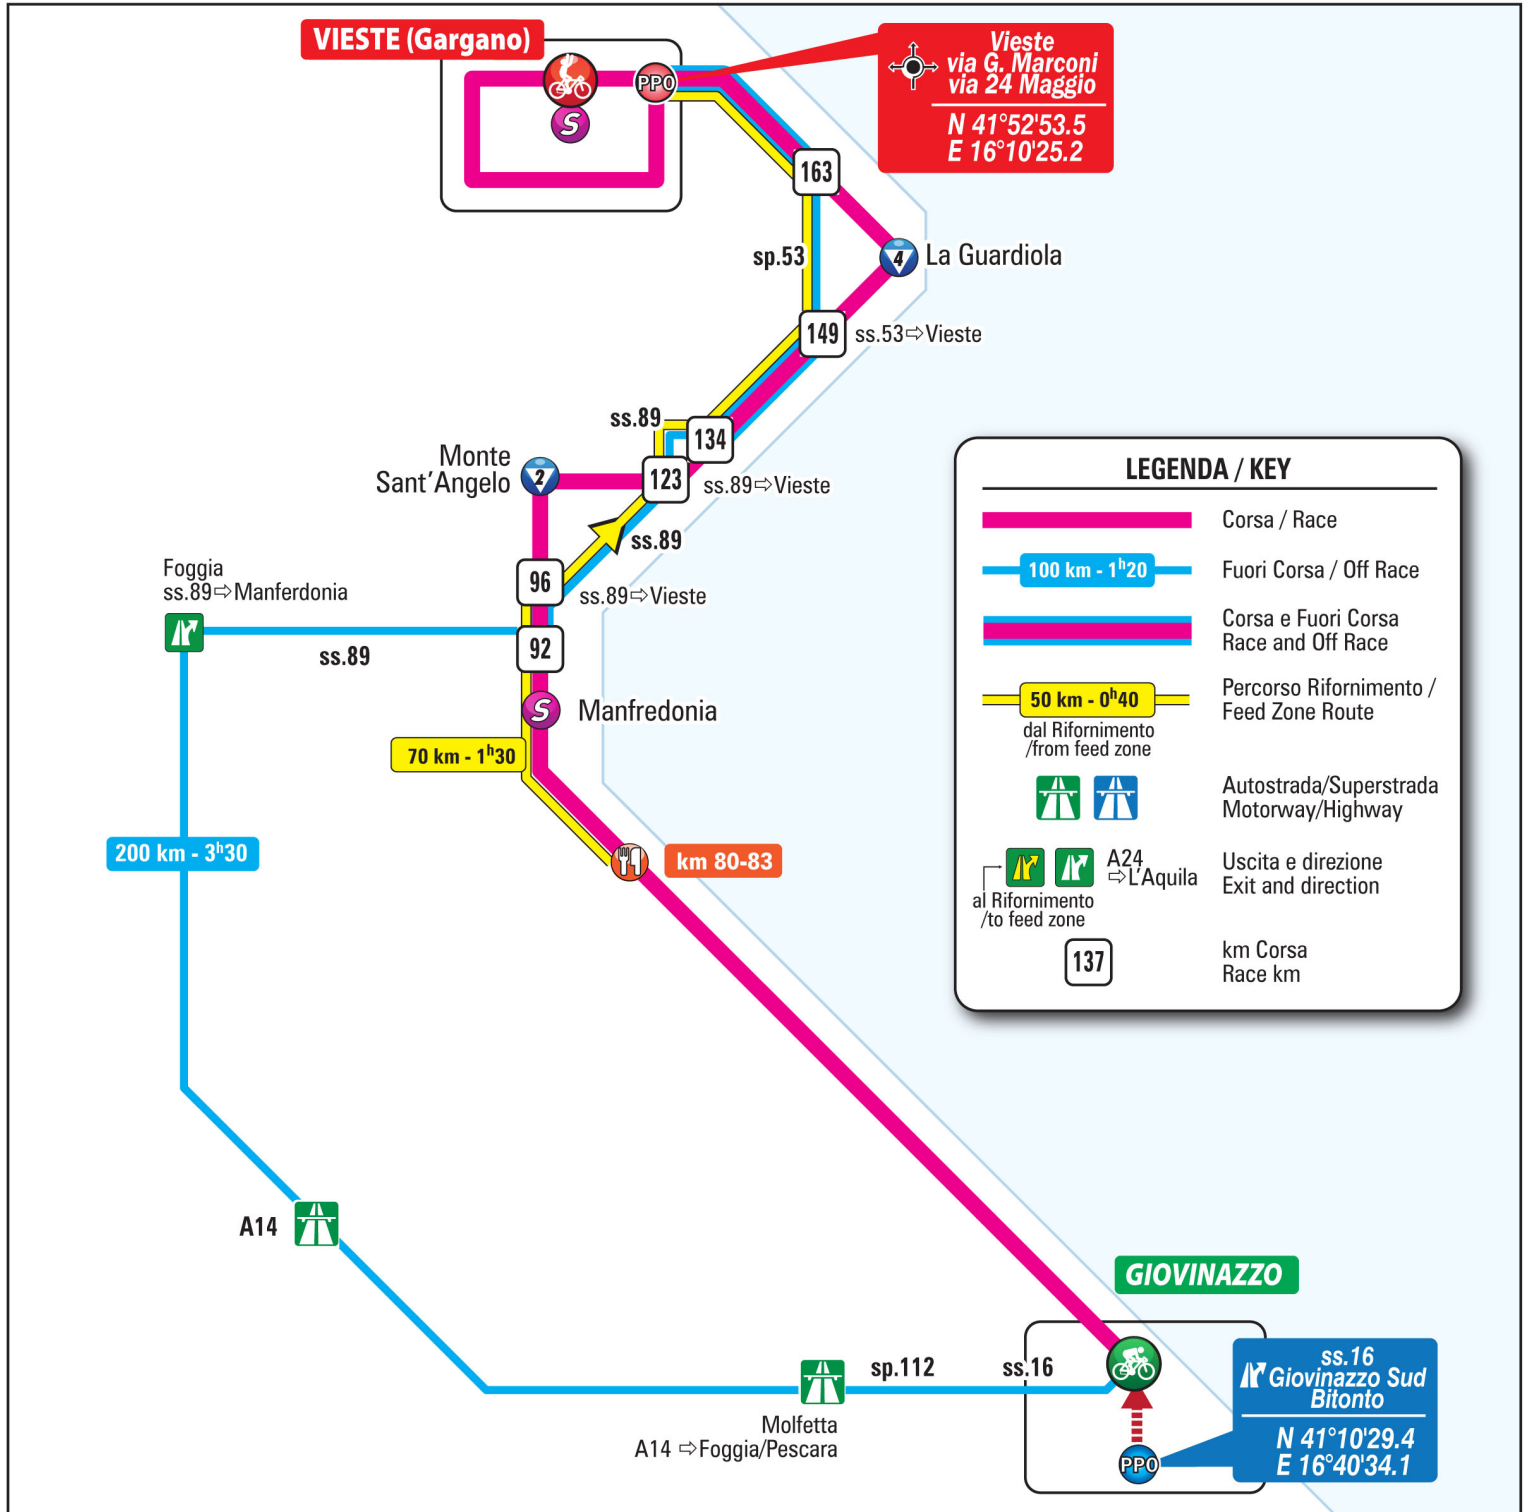 VIESTE (Gargano)
PPO
S
Vieste
via G. Marconi
via 24 Maggio
N 41°52'53.5
E 16°10'25.2
163
sp.53
4
La Guardiola
149
ss.53⇨Vieste
ss.89
134
Monte
Sant'Angelo
2
123
ss.89⇨Vieste
ss.89
96
ss.89⇨Vieste
Foggia
ss.89⇨Manferdonia
ss.89
92
S
Manfredonia
70 km - 1h30
200 km - 3h30
km 80-83
LEGENDA / KEY
Corsa / Race
100 km - 1h20
Fuori Corsa / Off Race
Corsa e Fuori Corsa
Race and Off Race
50 km - 0h40
dal Rifornimento
/from feed zone
Percorso Rifornimento /
Feed Zone Route
Autostrada/Superstrada
Motorway/Highway
A24
⇨L'Aquila
al Rifornimento
/to feed zone
Uscita e direzione
Exit and direction
137
km Corsa
Race km
A14
GIOVINAZZO
sp.112
ss.16
Molfetta
A14 ⇨Foggia/Pescara
PPO
ss.16
Giovinazzo Sud
Bitonto
N 41°10'29.4
E 16°40'34.1